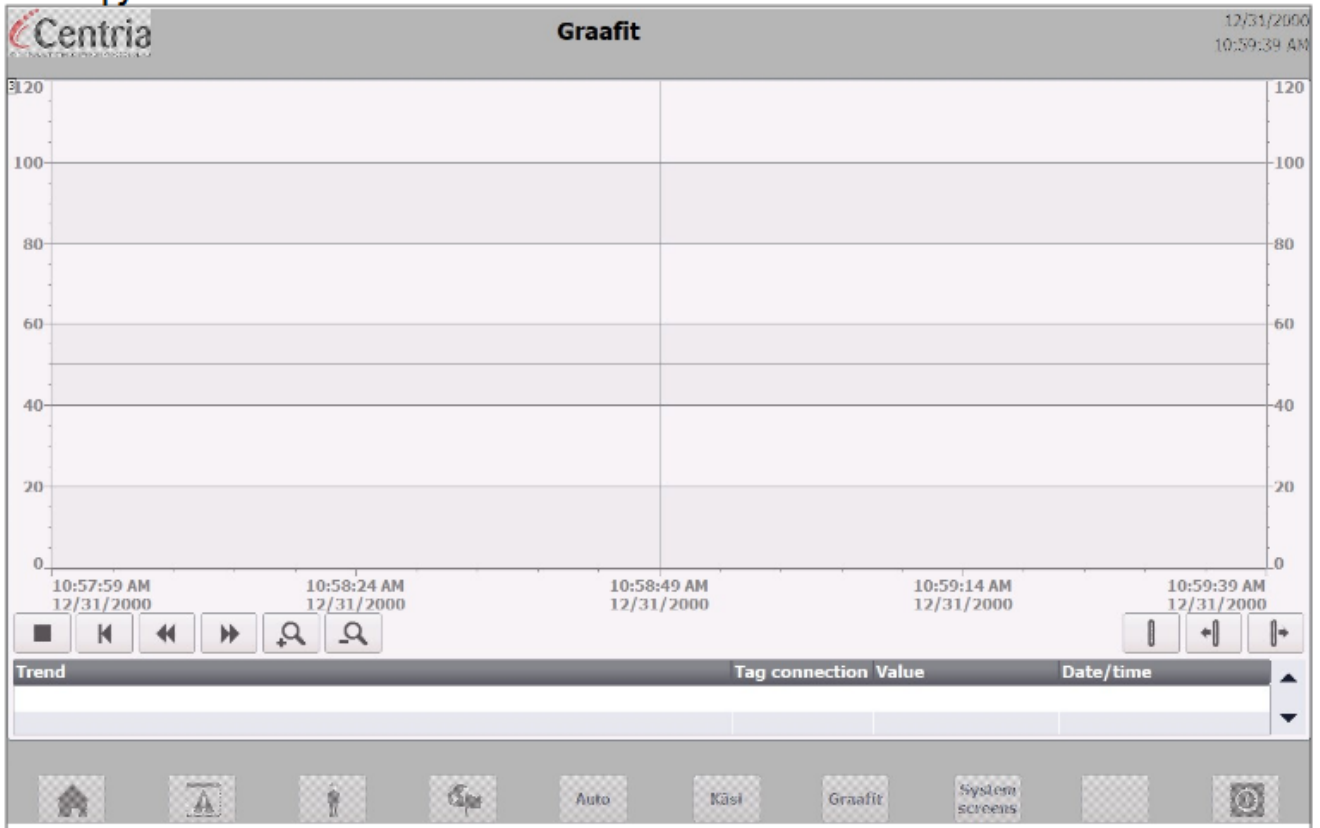 Centria
Graafit
12/31/2000
10:59:39 AM
120 120
100 100
80 80
60 60
40 40
20 20
0 0
10:57:59 AM 10:58:24 AM 10:58:49 AM 10:59:14 AM 10:59:39 AM
12/31/2000 12/31/2000 12/31/2000 12/31/2000 12/31/2000
Trend Tag connection Value Date/time
Auto Käsi Graafit System
screens